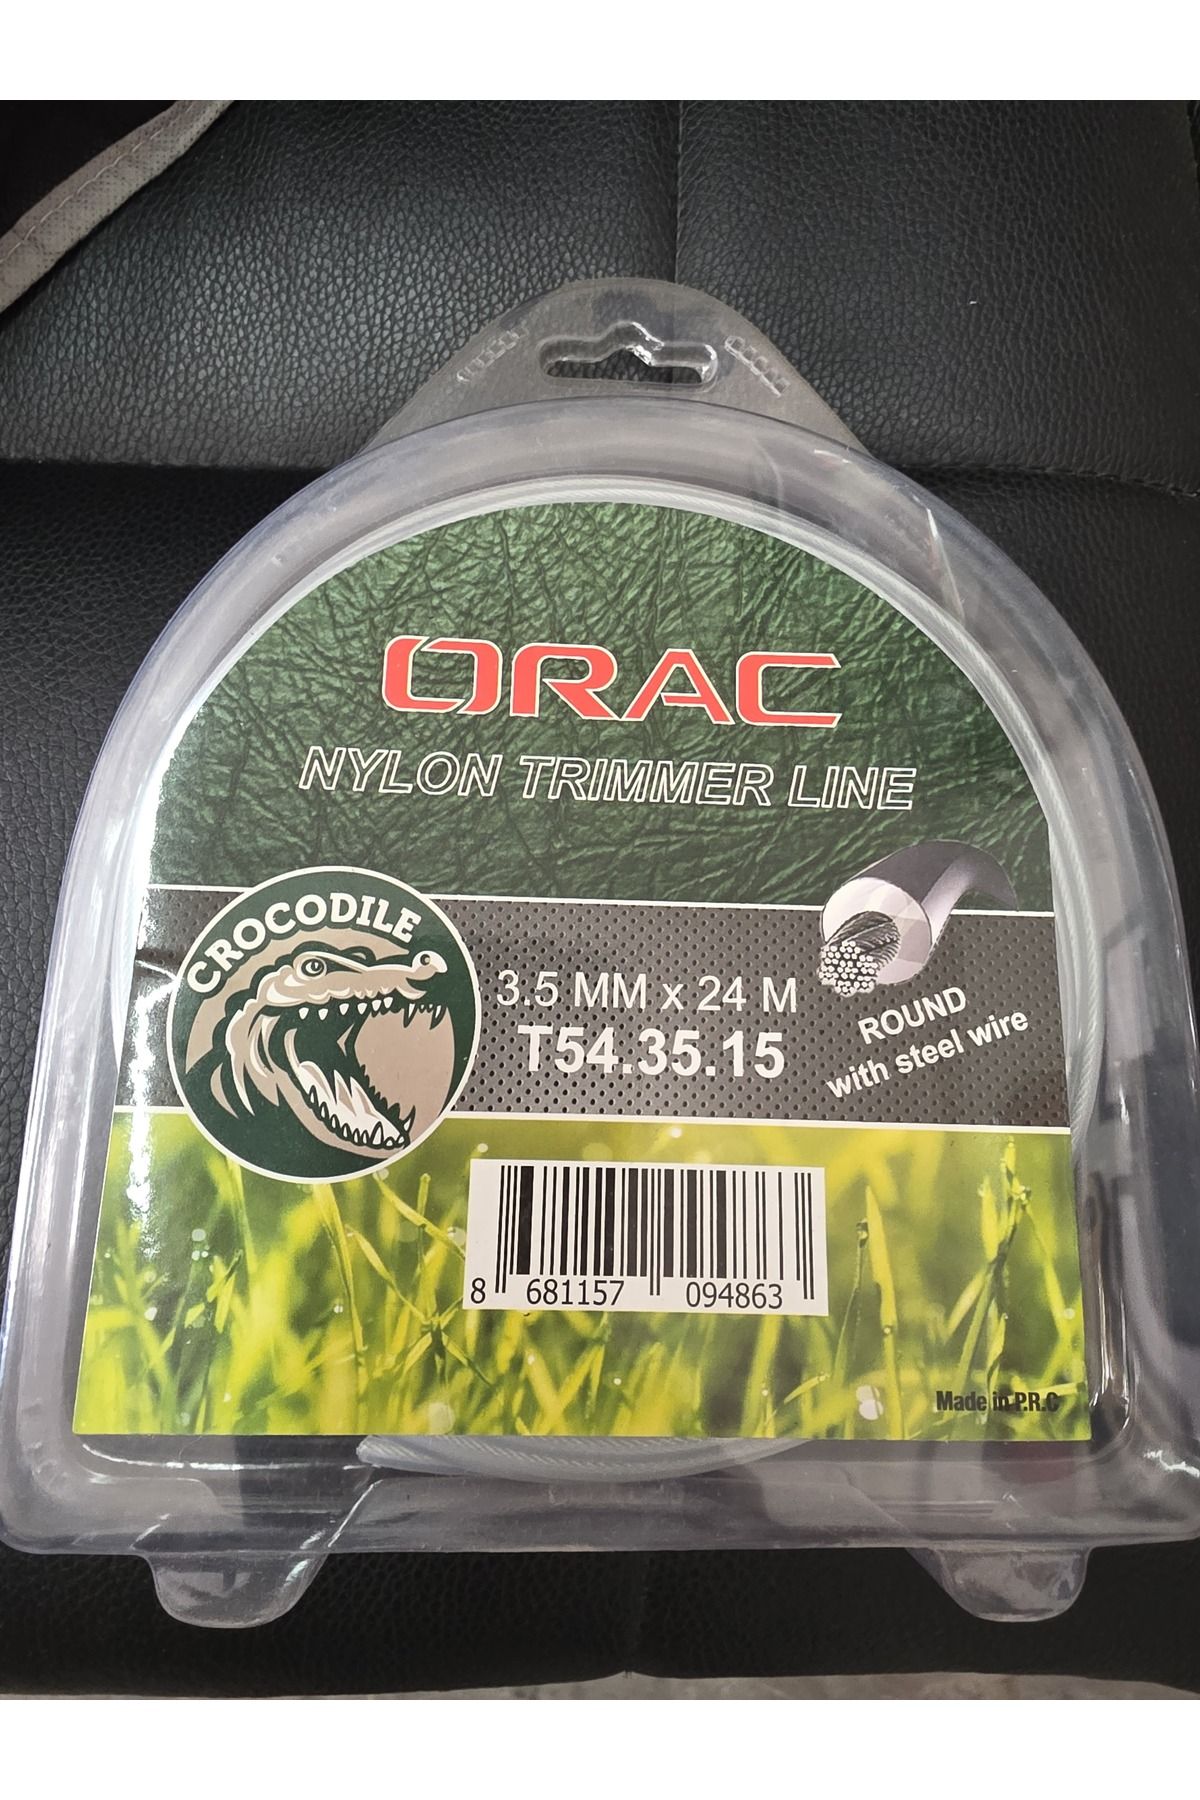 ORAC
NYLON TRIMMER LINE
CROCODILE
3.5 MM x 24 M
T54.35.15
ROUND
with steel wire
8 681157 094863
Made in P.R.C